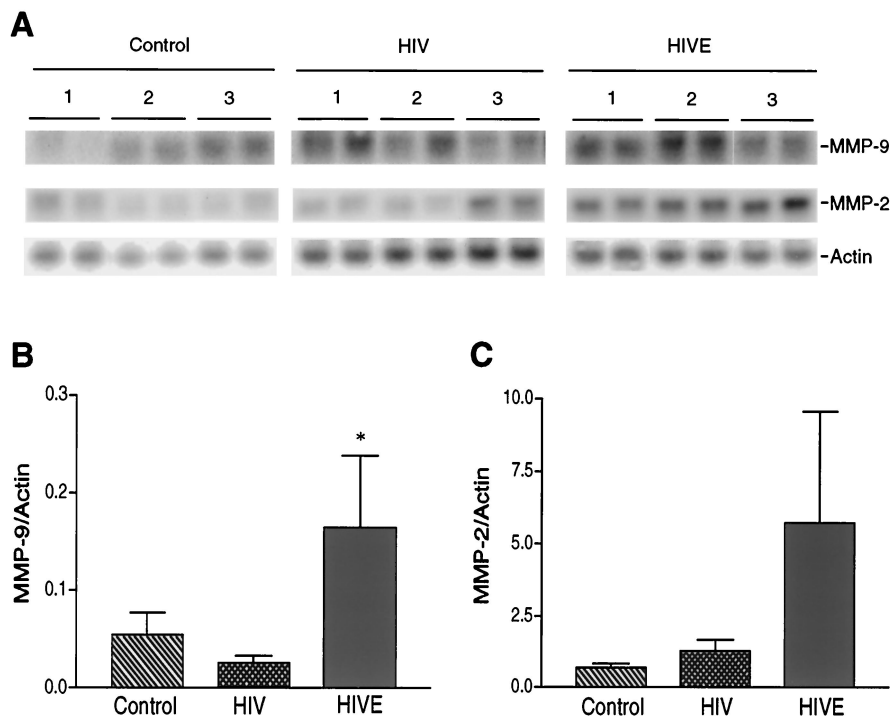 A
Control HIV HIVE
1 2 3 1 2 3 1 2 3
-MMP-9
-MMP-2
-Actin
B
MMP-9/Actin
0.3
0.2
*
0.1
0.0
Control HIV HIVE
C
MMP-2/Actin
10.0
7.5
5.0
2.5
0.0
Control HIV HIVE